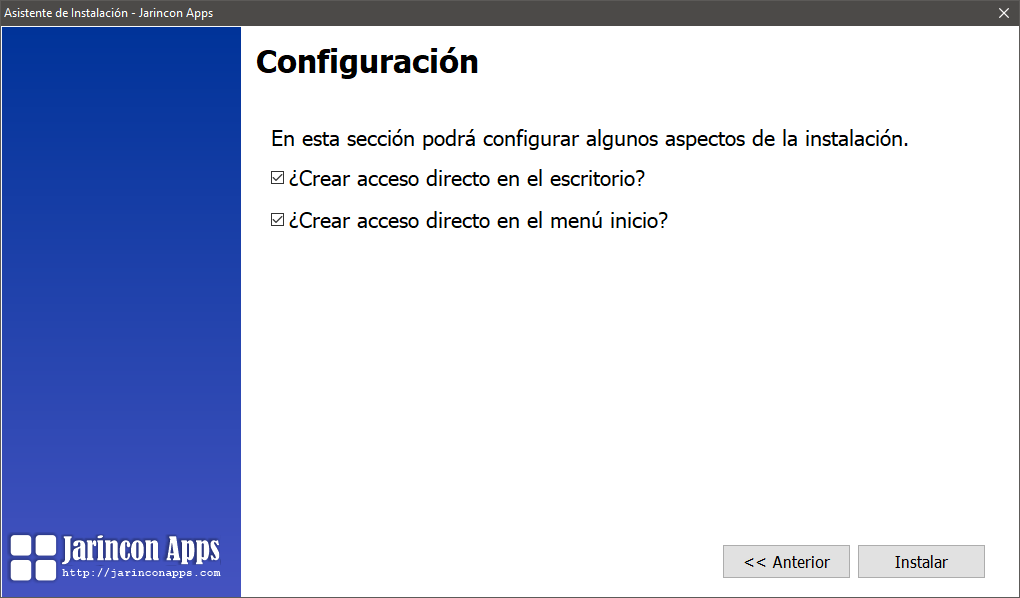 Asistente de Instalación - Jarincon Apps
Configuración
En esta sección podrá configurar algunos aspectos de la instalación.
¿Crear acceso directo en el escritorio?
¿Crear acceso directo en el menú inicio?
Jarincon Apps
http://jarinconapps.com
<< Anterior
Instalar